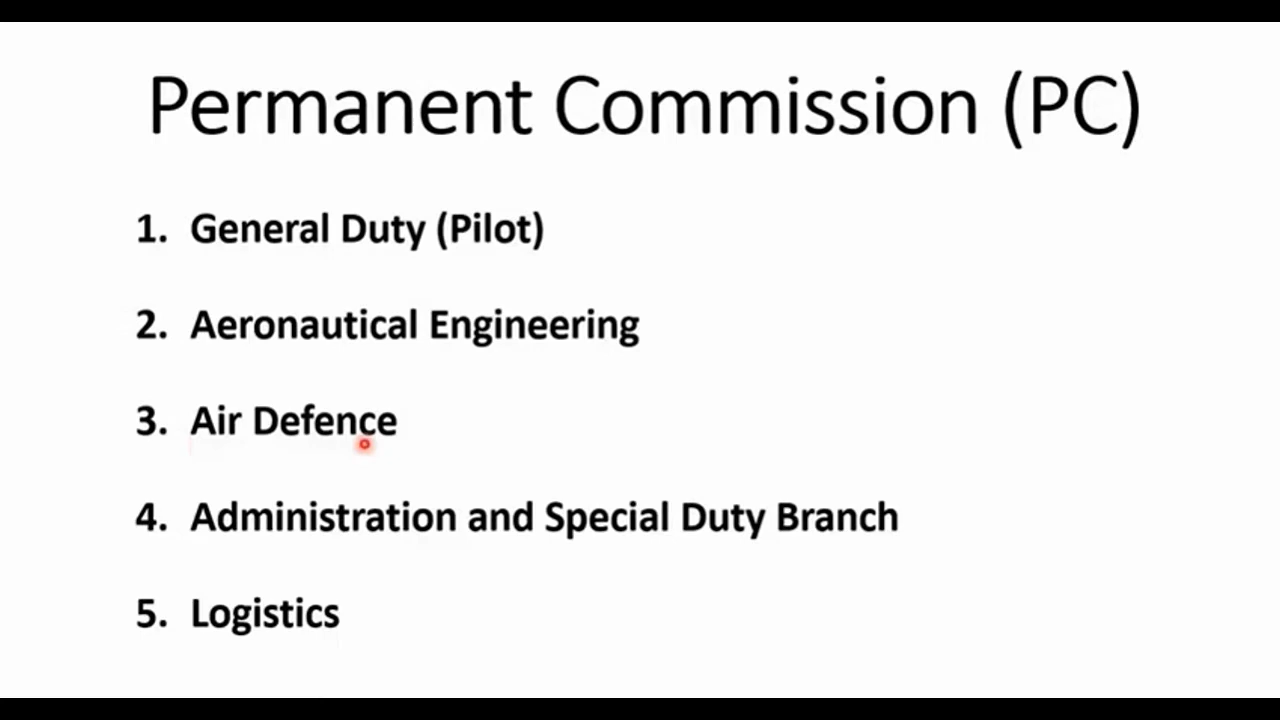 Permanent Commission (PC)
1. General Duty (Pilot)
2. Aeronautical Engineering
3. Air Defence
4. Administration and Special Duty Branch
5. Logistics